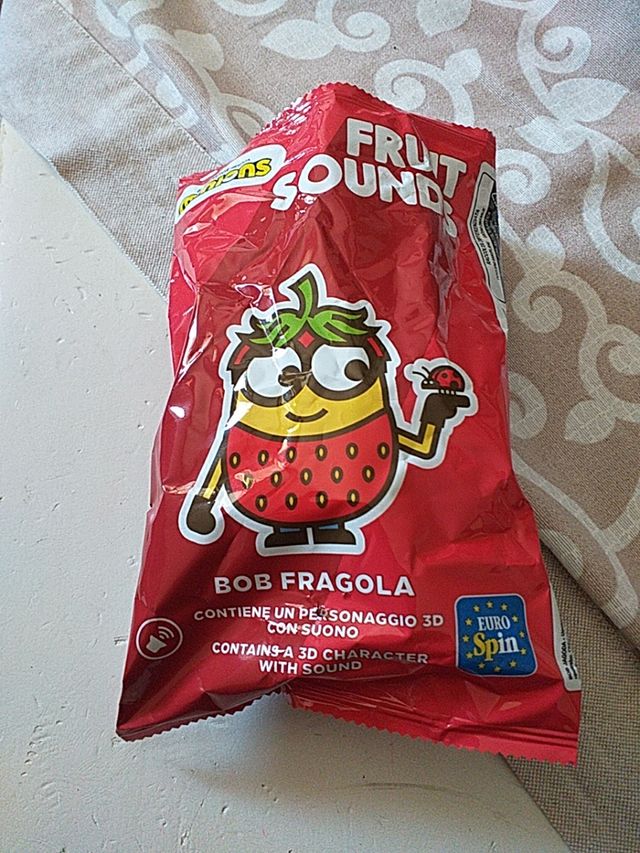 MINIONS
FRUIT
SOUNDS
BOB FRAGOLA
CONTIENE UN PERSONAGGIO 3D
CON SUONO
CONTAINS A 3D CHARACTER
WITH SOUND
EURO
Spin